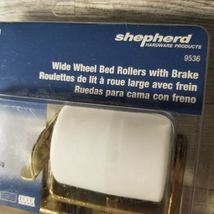 shepherd
HARDWARE PRODUCTS
9536
Wide Wheel Bed Rollers with Brake
Roulettes de lit à roue large avec frein
Ruedas para cama con freno